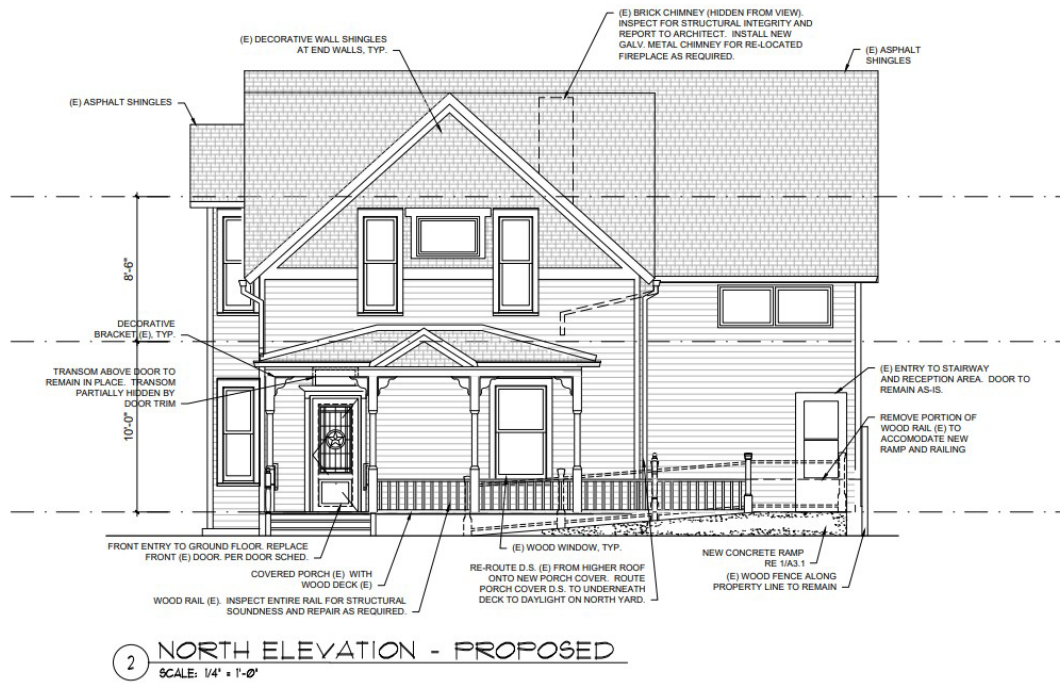 (E) BRICK CHIMNEY (HIDDEN FROM VIEW).
INSPECT FOR STRUCTURAL INTEGRITY AND
REPORT TO ARCHITECT. INSTALL NEW
GALV. METAL CHIMNEY FOR RE-LOCATED
FIREPLACE AS REQUIRED.
(E) DECORATIVE WALL SHINGLES
AT END WALLS, TYP.
(E) ASPHALT
SHINGLES
(E) ASPHALT SHINGLES
8'-6"
DECORATIVE
BRACKET (E), TYP.
TRANSOM ABOVE DOOR TO
REMAIN IN PLACE. TRANSOM
PARTIALLY HIDDEN BY
DOOR TRIM
10'-0"
(E) ENTRY TO STAIRWAY
AND RECEPTION AREA. DOOR TO
REMAIN AS-IS.
REMOVE PORTION OF
WOOD RAIL (E) TO
ACCOMODATE NEW
RAMP AND RAILING
FRONT ENTRY TO GROUND FLOOR. REPLACE
FRONT (E) DOOR. PER DOOR SCHED.
COVERED PORCH (E) WITH
WOOD DECK (E)
WOOD RAIL (E). INSPECT ENTIRE RAIL FOR STRUCTURAL
SOUNDNESS AND REPAIR AS REQUIRED.
(E) WOOD WINDOW, TYP.
RE-ROUTE D.S. (E) FROM HIGHER ROOF
ONTO NEW PORCH COVER. ROUTE
PORCH COVER D.S. TO UNDERNEATH
DECK TO DAYLIGHT ON NORTH YARD.
NEW CONCRETE RAMP
RE 1/A3.1
(E) WOOD FENCE ALONG
PROPERTY LINE TO REMAIN
2 NORTH ELEVATION - PROPOSED
SCALE: 1/4" = 1'-0"